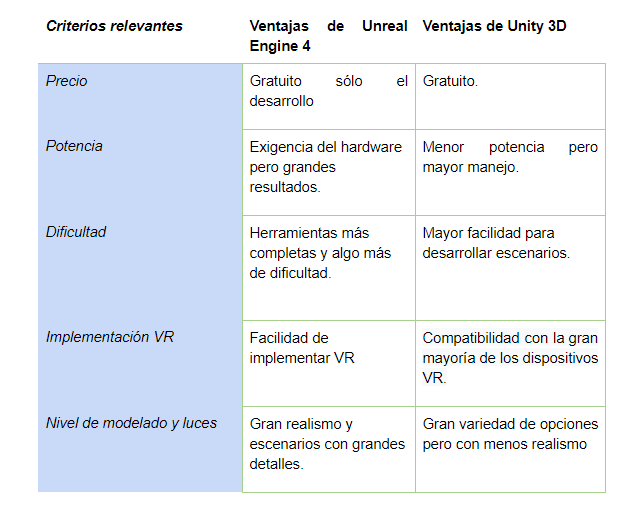 Criterios relevantes
Ventajas de Unreal
Engine 4
Ventajas de Unity 3D
Precio
Gratuito sólo el
desarrollo
Gratuito.
Potencia
Exigencia del hardware
pero grandes
resultados.
Menor potencia pero
mayor manejo.
Dificultad
Herramientas más
completas y algo más
de dificultad.
Mayor facilidad para
desarrollar escenarios.
Implementación VR
Facilidad de
implementar VR
Compatibilidad con la gran
mayoría de los dispositivos
VR.
Nivel de modelado y luces
Gran realismo y
escenarios con grandes
detalles.
Gran variedad de opciones
pero con menos realismo